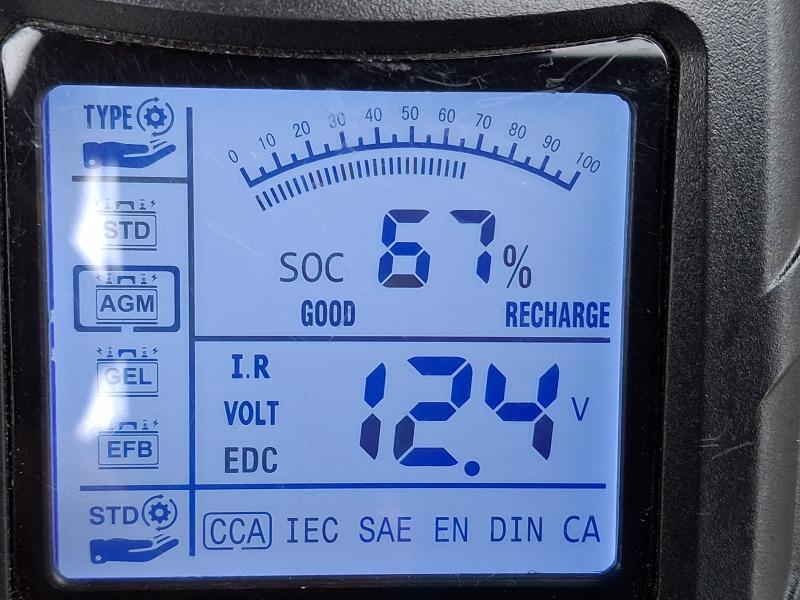 TYPE
0 10 20 30 40 50 60 70 80 90 100
STD
AGM
GEL
EFB
SOC 67 %
GOOD RECHARGE
I.R
VOLT
EDC
12.4 V
STD
CCA IEC SAE EN DIN CA